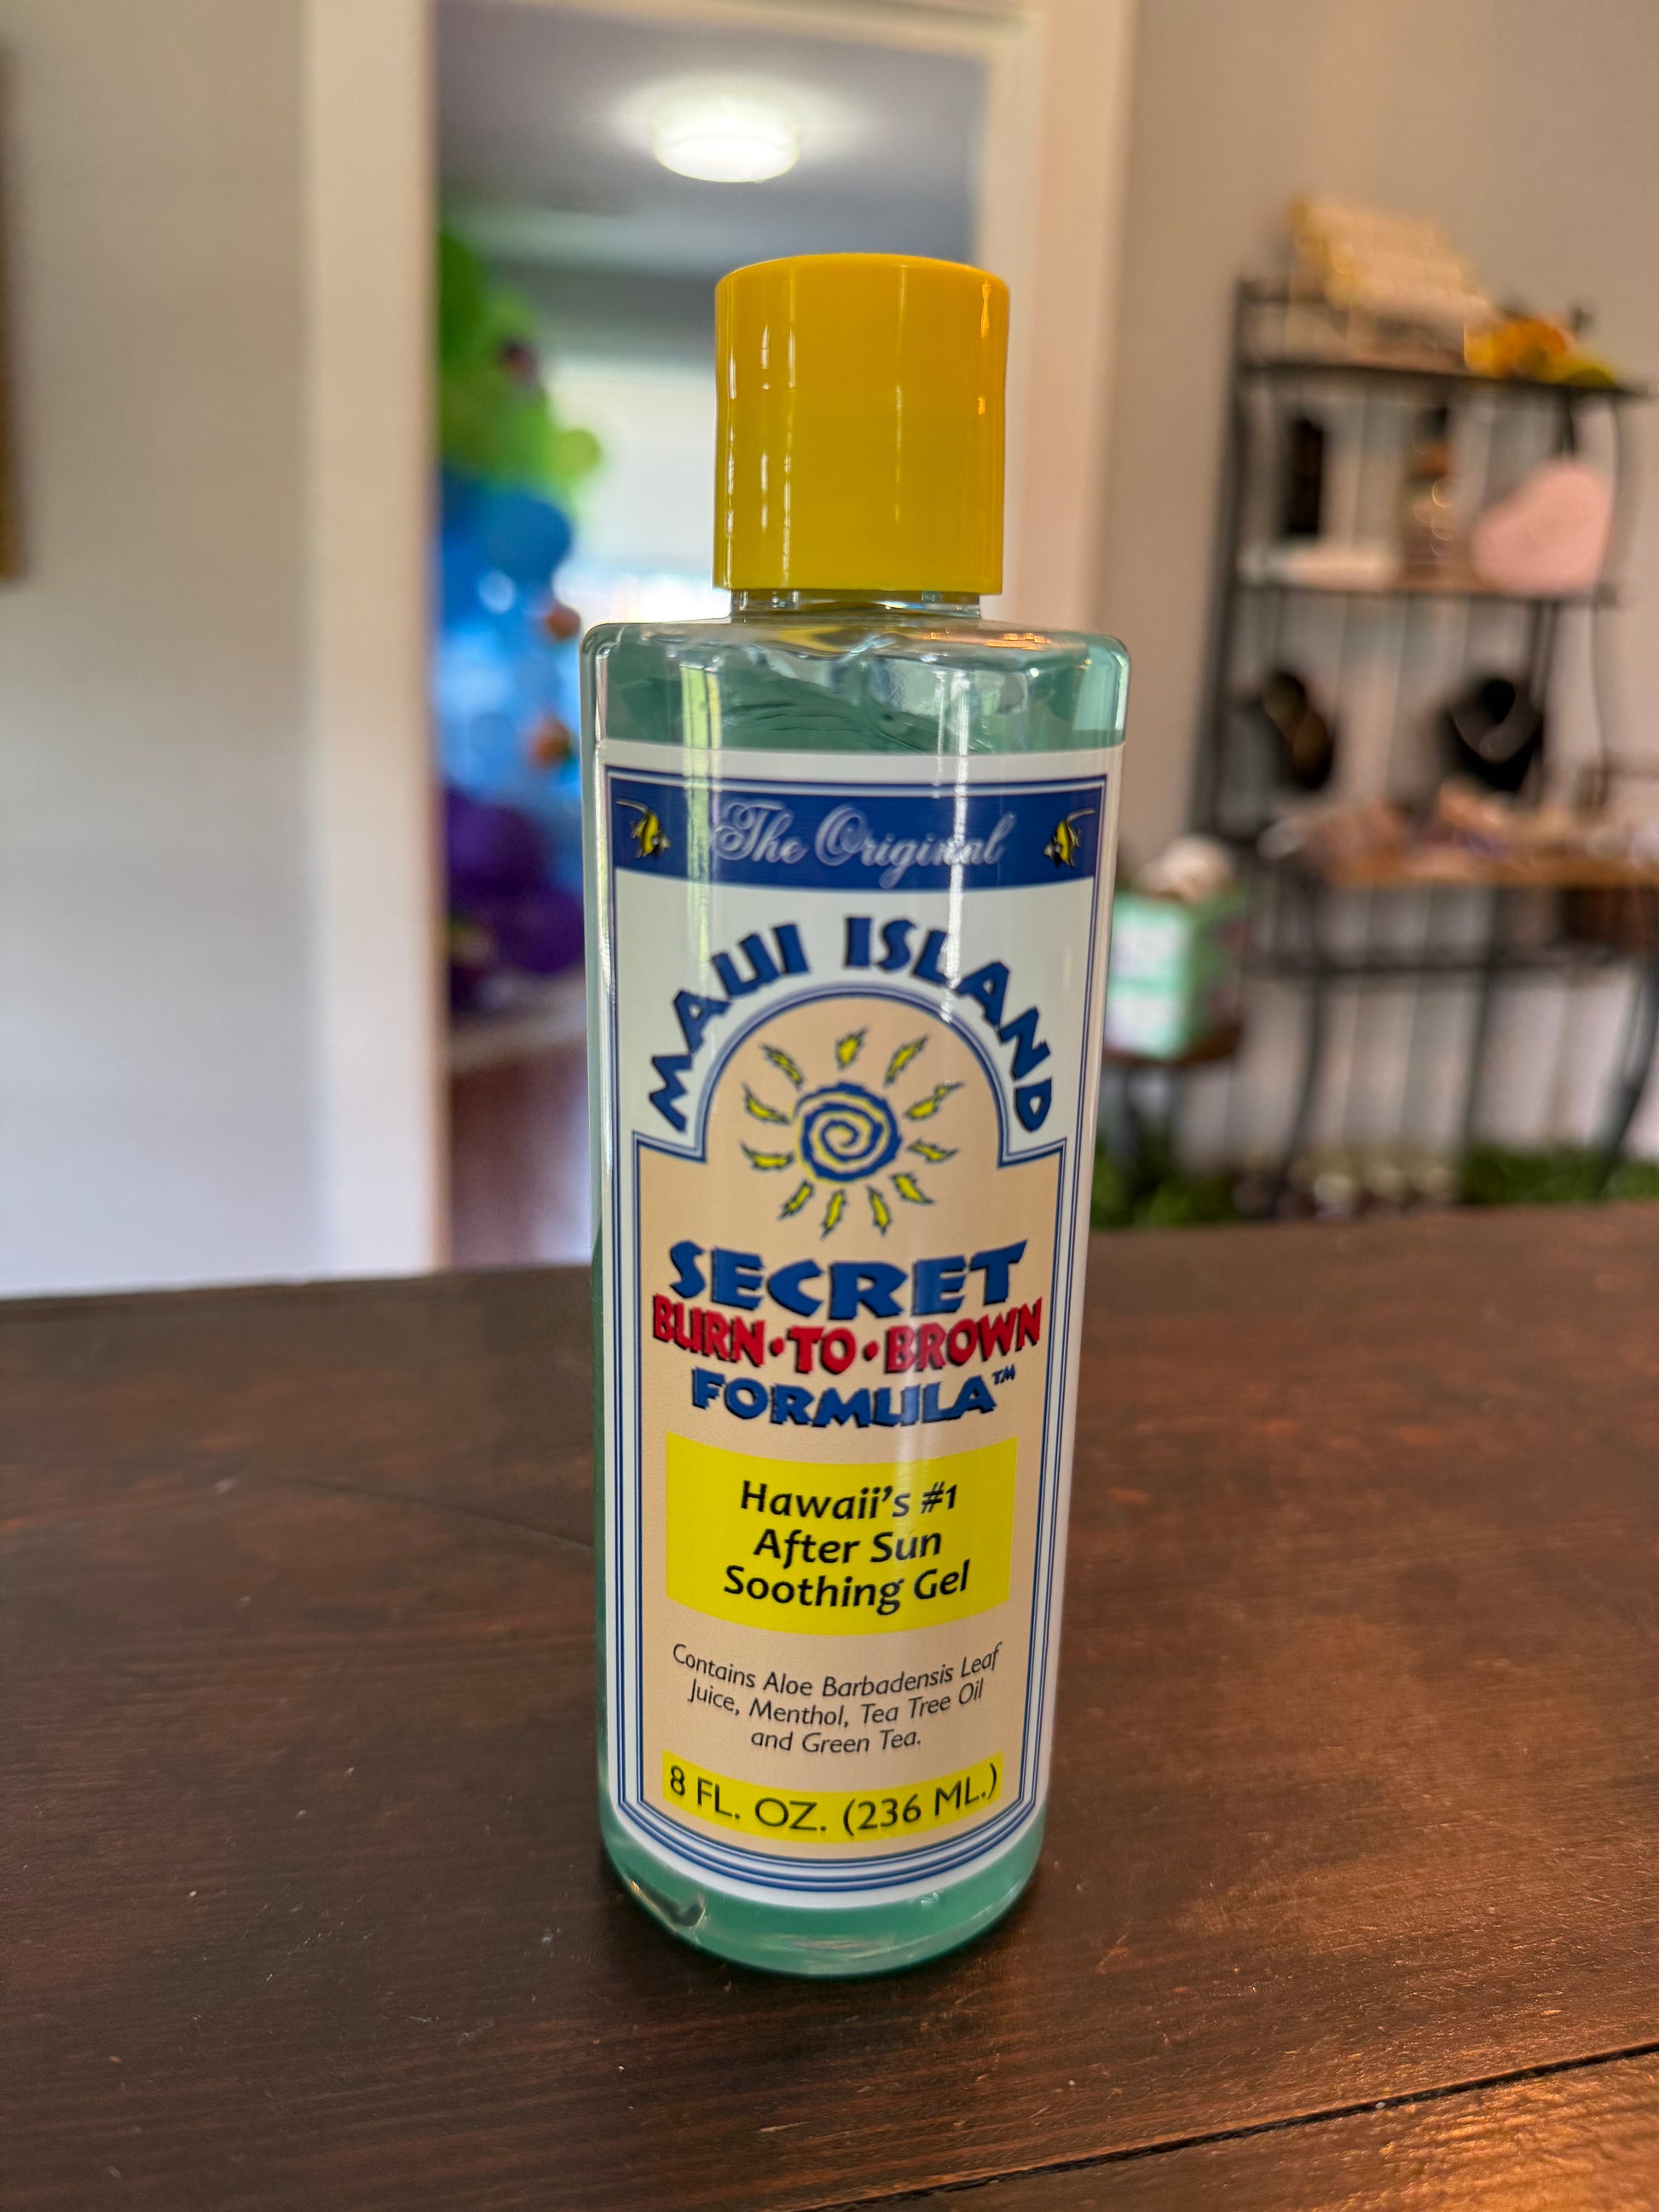 The Original
MAUI ISLAND
SECRET
BURN•TO•BROWN
FORMULA™
Hawaii's #1
After Sun
Soothing Gel
Contains Aloe Barbadensis Leaf
Juice, Menthol, Tea Tree Oil
and Green Tea.
8 FL. OZ. (236 ML.)